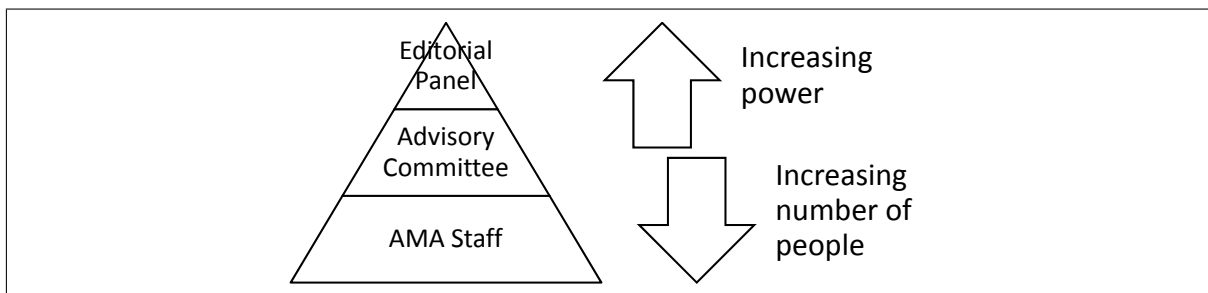 Editorial
Panel
Advisory
Committee
AMA Staff
Increasing
power
Increasing
number of
people